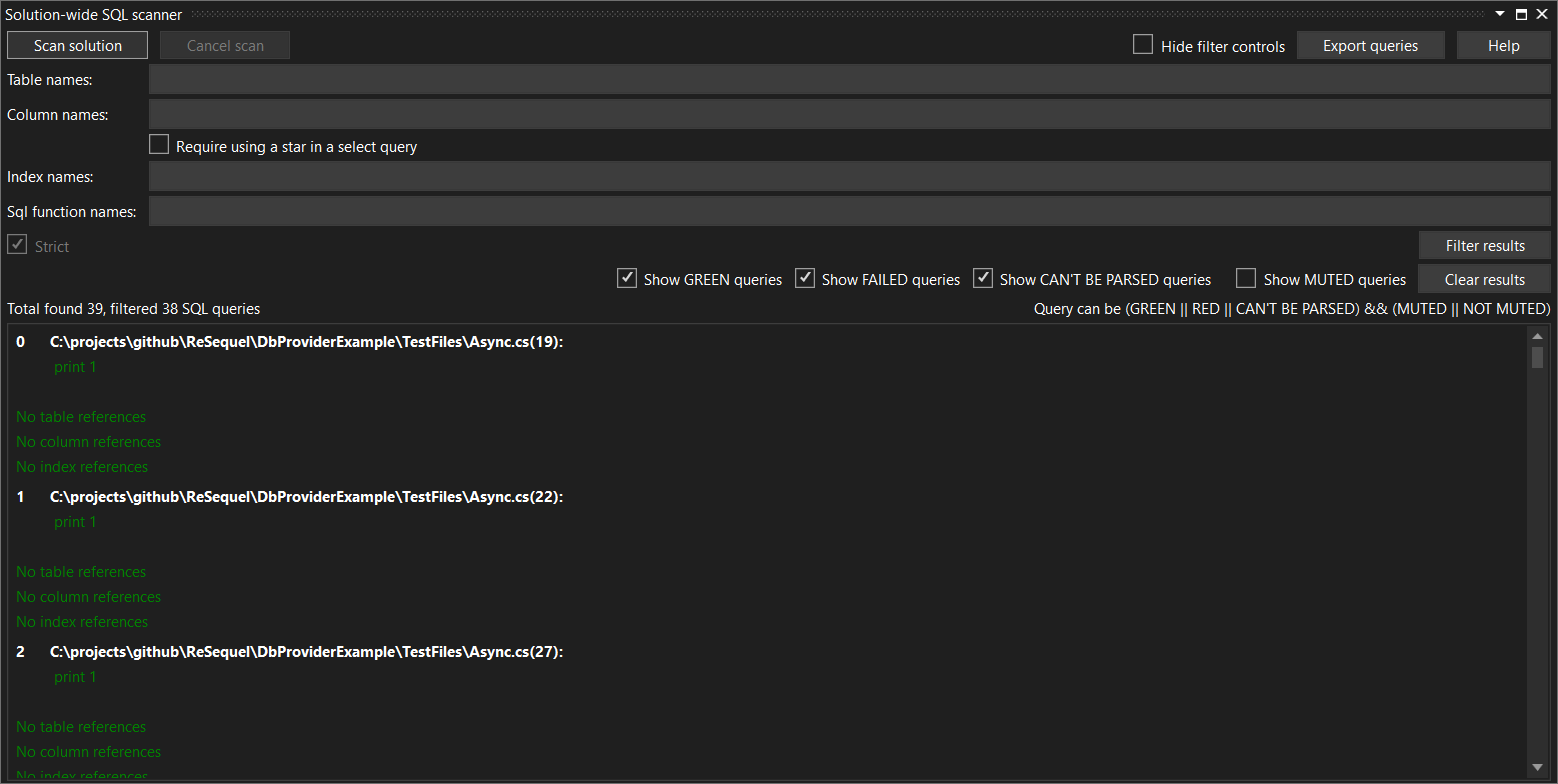 Solution-wide SQL scanner
Scan solution Cancel scan Hide filter controls Export queries Help
Table names:
Column names:
Require using a star in a select query
Index names:
Sql function names:
Strict Filter results
Show GREEN queries Show FAILED queries Show CAN'T BE PARSED queries Show MUTED queries Clear results
Total found 39, filtered 38 SQL queries Query can be (GREEN || RED || CAN'T BE PARSED) && (MUTED || NOT MUTED)
0 C:\projects\github\ReSequel\DbProviderExample\TestFiles\Async.cs(19):
print 1
No table references
No column references
No index references
1 C:\projects\github\ReSequel\DbProviderExample\TestFiles\Async.cs(22):
print 1
No table references
No column references
No index references
2 C:\projects\github\ReSequel\DbProviderExample\TestFiles\Async.cs(27):
print 1
No table references
No column references
No index references